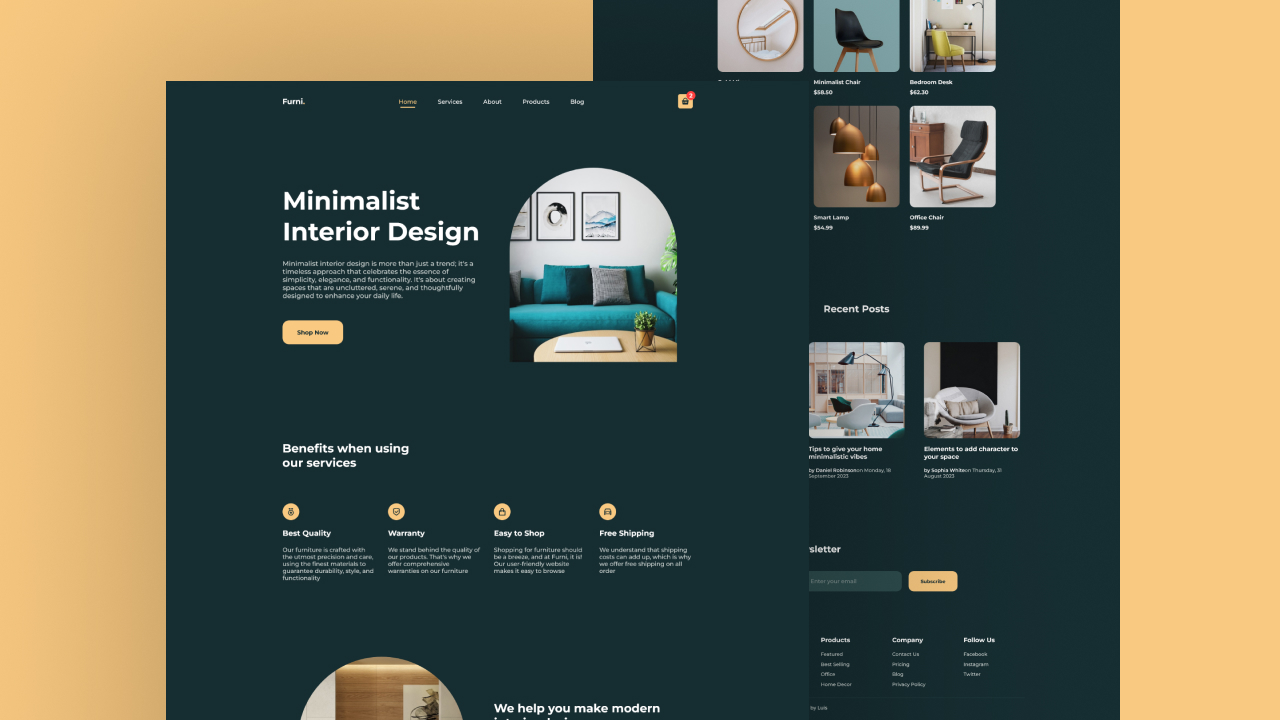 Furni.
Home
Services
About
Products
Blog
2
Minimalist
Interior Design
Minimalist interior design is more than just a trend; it's a
timeless approach that celebrates the essence of
simplicity, elegance, and functionality. It's about creating
spaces that are uncluttered, serene, and thoughtfully
designed to enhance your daily life.
Shop Now
Benefits when using
our services
Best Quality
Our furniture is crafted with
the utmost precision and care,
using the finest materials to
guarantee durability, style, and
functionality
Warranty
We stand behind the quality of
our products. That's why we
offer comprehensive
warranties on our furniture
Easy to Shop
Shopping for furniture should
be a breeze, and at Furni, it is!
Our user-friendly website
makes it easy to browse
Free Shipping
We understand that shipping
costs can add up, which is why
we offer free shipping on all
order
We help you make modern
Minimalist Chair
$58.50
Bedroom Desk
$62.30
Smart Lamp
$54.99
Office Chair
$89.99
Recent Posts
Tips to give your home
minimalistic vibes
by Daniel Robinsonon Monday, 18
September 2023
Elements to add character to
your space
by Sophia Whiteon Thursday, 31
August 2023
sletter
Enter your email
Subscribe
Products
Featured
Best Selling
Office
Home Decor
Company
Contact Us
Pricing
Blog
Privacy Policy
Follow Us
Facebook
Instagram
Twitter
by Luis